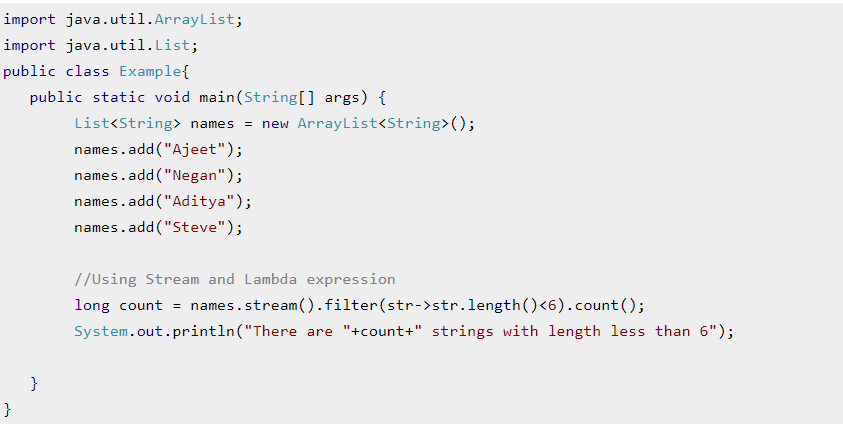 import java.util.ArrayList;
import java.util.List;
public class Example{
   public static void main(String[] args) {
        List<String> names = new ArrayList<String>();
        names.add("Ajeet");
        names.add("Negan");
        names.add("Aditya");
        names.add("Steve");

        //Using Stream and Lambda expression
        long count = names.stream().filter(str->str.length()<6).count();
        System.out.println("There are "+count+" strings with length less than 6");

   }
}